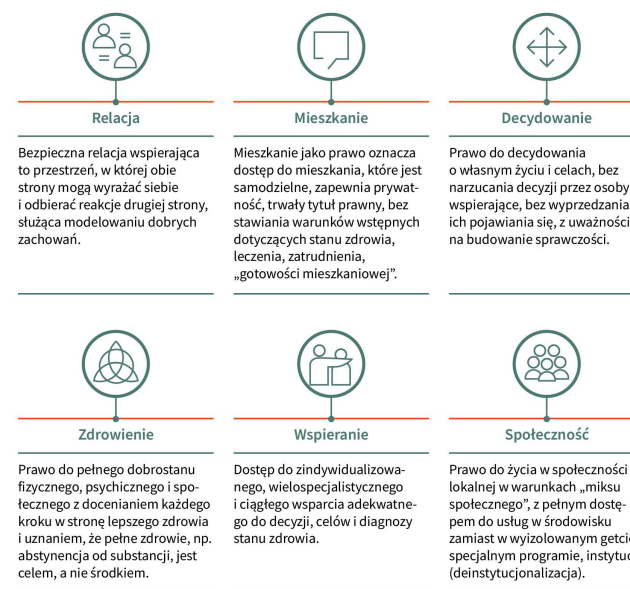 Relacja
Bezpieczna relacja wspierająca
to przestrzeń, w której obie
strony mogą wyrażać siebie
i odbierać reakcje drugiej strony,
służąca modelowaniu dobrych
zachowań.
Mieszkanie
Mieszkanie jako prawo oznacza
dostęp do mieszkania, które jest
samodzielne, zapewnia prywat-
ność, trwały tytuł prawny, bez
stawiania warunków wstępnych
dotyczących stanu zdrowia,
leczenia, zatrudnienia,
„gotowości mieszkaniowej”.
Decydowanie
Prawo do decydowania
o własnym życiu i celach, bez
narzucania decyzji przez osoby
wspierające, bez wyprzedzania
ich pojawiania się, z uważności
na budowanie sprawczości.
Zdrowienie
Prawo do pełnego dobrostanu
fizycznego, psychicznego i spo-
łecznego z docenianiem każdego
kroku w stronę lepszego zdrowia
i uznaniem, że pełne zdrowie, np.
abstynencja od substancji, jest
celem, a nie środkiem.
Wspieranie
Dostęp do zindywidualizowa-
nego, wielospecjalistycznego
i ciągłego wsparcia adekwatne-
go do decyzji, celów i diagnozy
stanu zdrowia.
Społeczność
Prawo do życia w społeczności
lokalnej w warunkach „miksu
społecznego”, z pełnym dostę-
pem do usług w środowisku
zamiast w wyizolowanym
specjalnym programie,
(deinstytucjonalizacja).